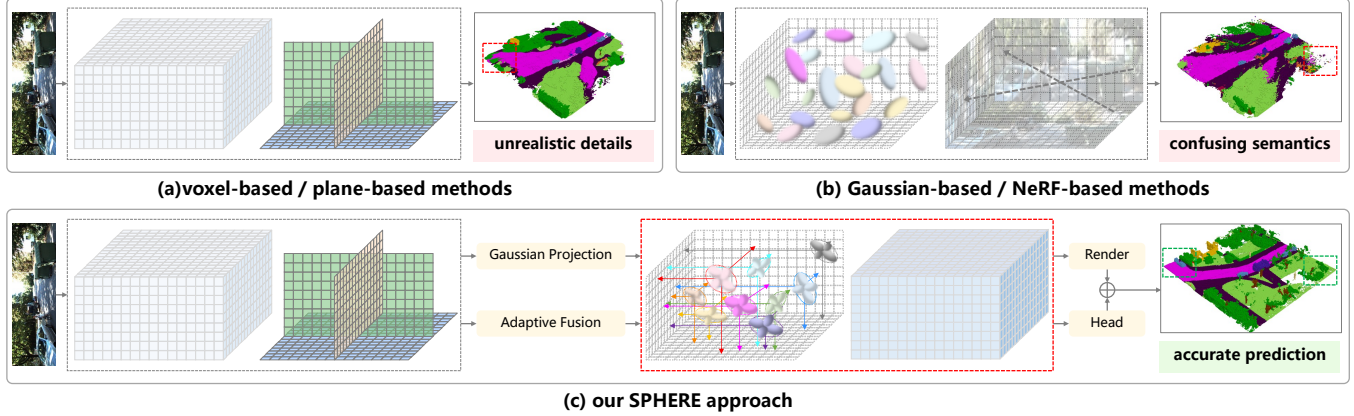 unrealistic details
confusing semantics
(a)voxel-based / plane-based methods
(b) Gaussian-based / NeRF-based methods
Gaussian Projection
Render
Adaptive Fusion
Head
accurate prediction
(c) our SPHERE approach